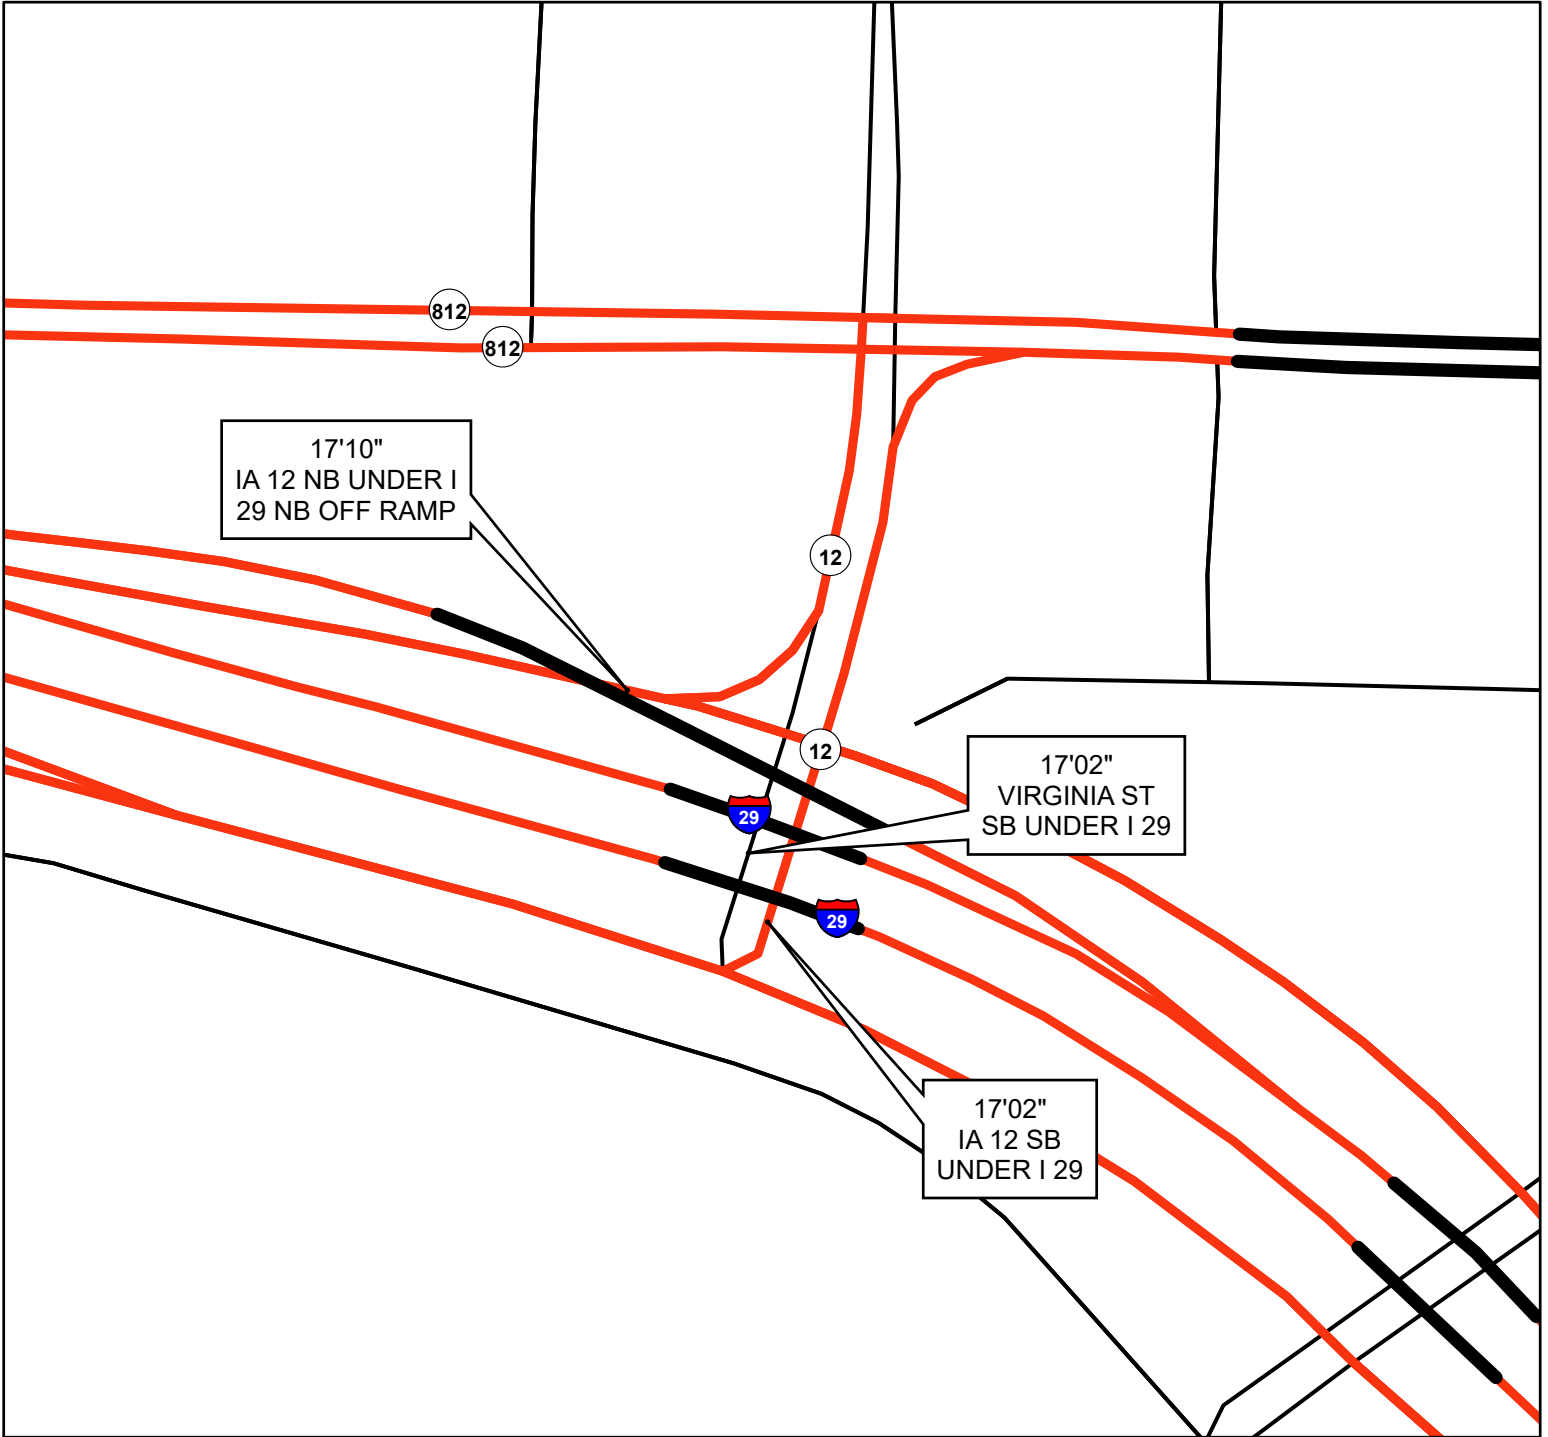 812
812
17'10"
IA 12 NB UNDER I
29 NB OFF RAMP
12
12
17'02"
VIRGINIA ST
SB UNDER I 29
29
29
17'02"
IA 12 SB
UNDER I 29